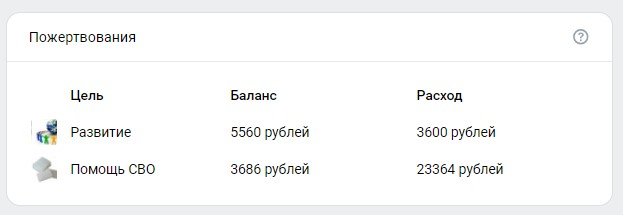 Пожертвования
Цель Баланс Расход
Развитие 5560 рублей 3600 рублей
Помощь СВО 3686 рублей 23364 рублей